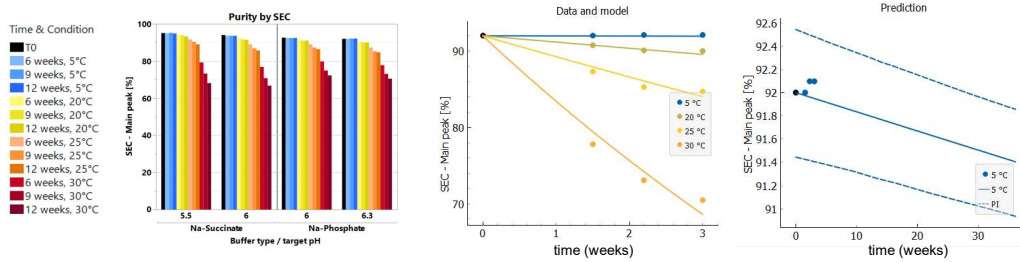 Time & Condition
T0
6 weeks, 5°C
9 weeks, 5°C
12 weeks, 5°C
6 weeks, 20°C
9 weeks, 20°C
12 weeks, 20°C
6 weeks, 25°C
9 weeks, 25°C
12 weeks, 25°C
6 weeks, 30°C
9 weeks, 30°C
12 weeks, 30°C
Purity by SEC
SEC - Main peak [%]
100
80
60
40
20
0
5.5 6 6 6.3
Na-Succinate Na-Phosphate
Buffer type / target pH
Data and model
SEC - Main peak [%]
90
80
70
5 °C
20 °C
25 °C
30 °C
0 1 2 3
time (weeks)
Prediction
SEC - Main peak [%]
92.6
92.4
92.2
92
91.8
91.6
91.4
91.2
91
5 °C
5 °C
PI
0 10 20 30
time (weeks)